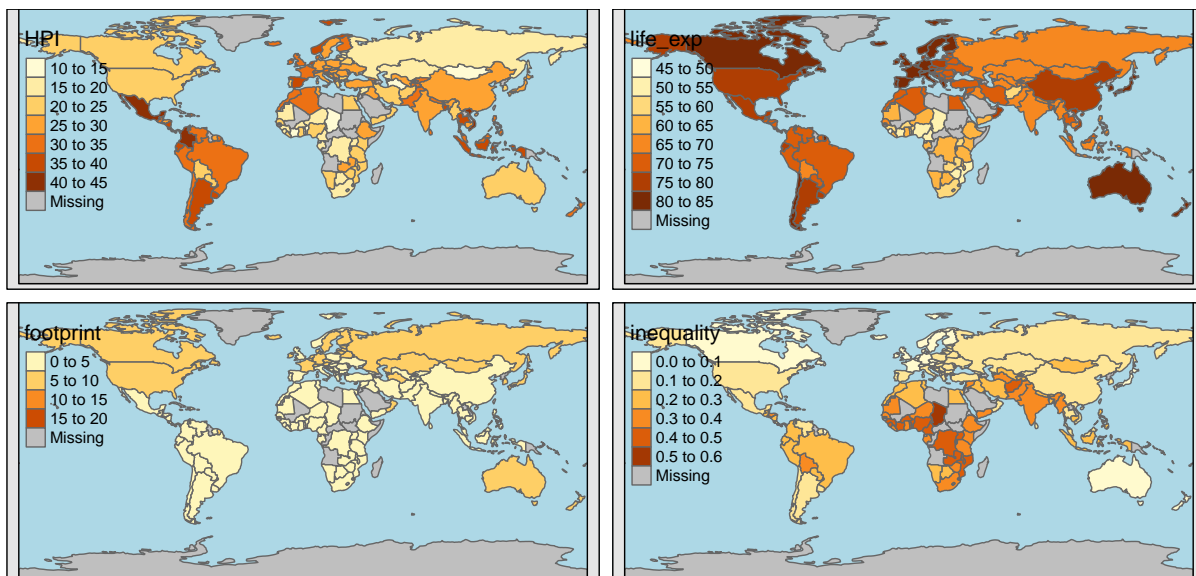 HPI
10 to 15
15 to 20
20 to 25
25 to 30
30 to 35
35 to 40
40 to 45
Missing
life_exp
45 to 50
50 to 55
55 to 60
60 to 65
65 to 70
70 to 75
75 to 80
80 to 85
Missing
footprint
0 to 5
5 to 10
10 to 15
15 to 20
Missing
inequality
0.0 to 0.1
0.1 to 0.2
0.2 to 0.3
0.3 to 0.4
0.4 to 0.5
0.5 to 0.6
Missing